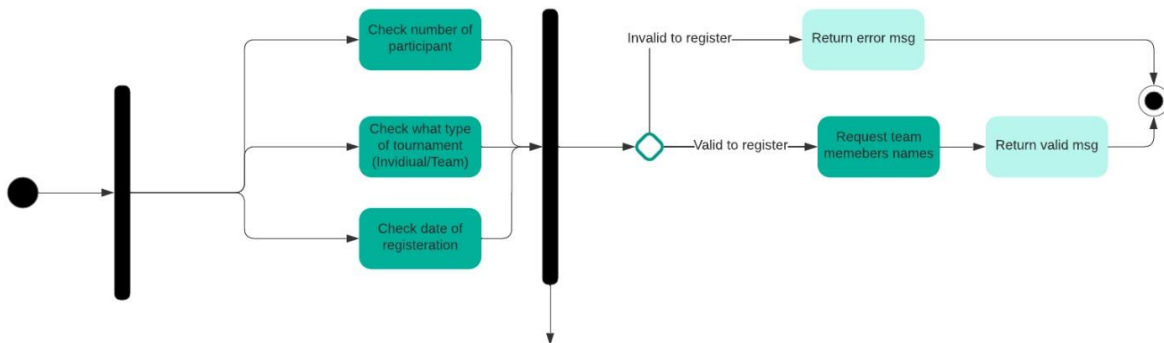 Check number of
participant
Invalid to register
Return error msg
Check what type
of tournament
(Invidiual/Team)
Valid to register
Request team
memebers names
Return valid msg
Check date of
registeration